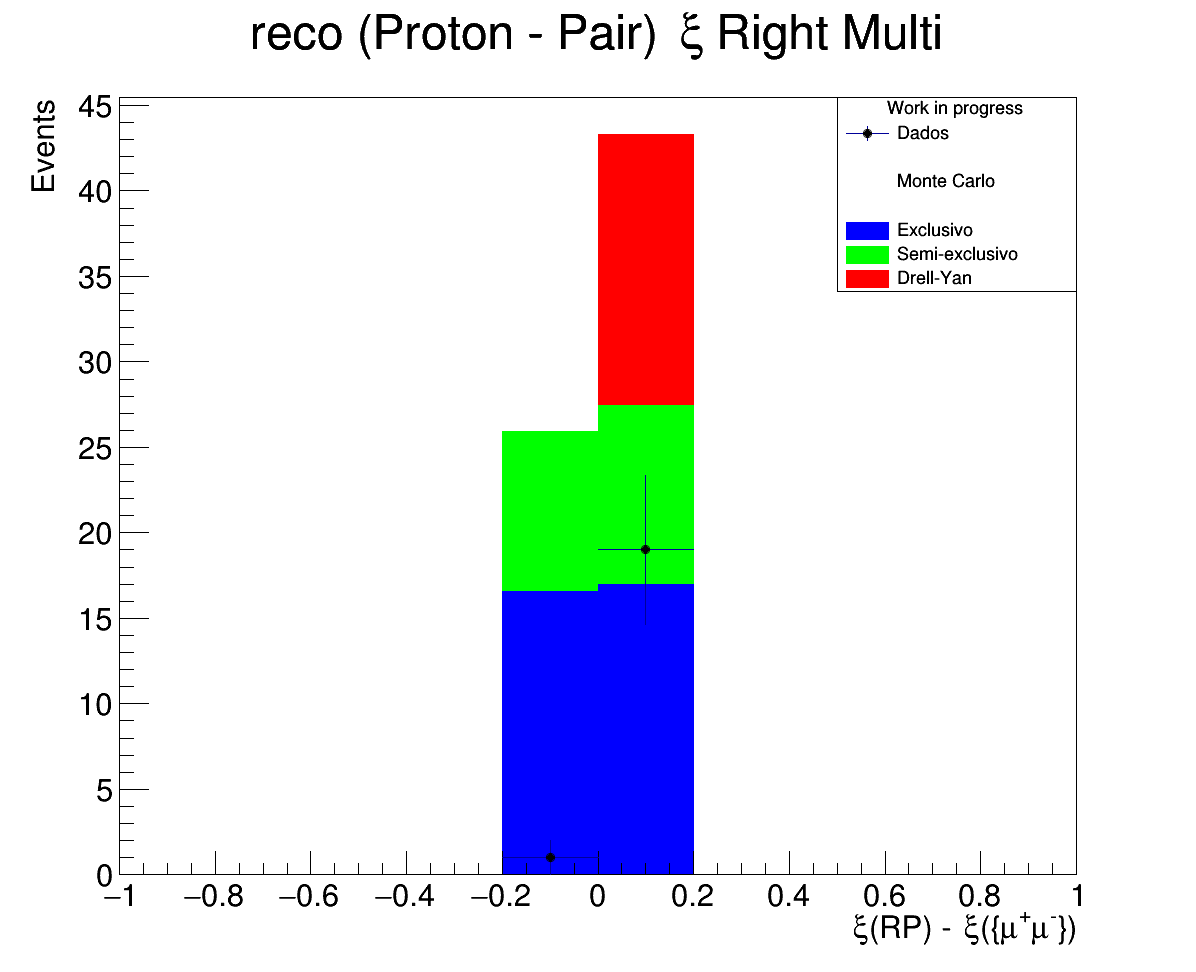 reco (Proton - Pair) ξ Right Multi
Events
45
40
35
30
25
20
15
10
5
0
Work in progress
Dados
Monte Carlo
Exclusivo
Semi-exclusivo
Drell-Yan
−1 −0.8 −0.6 −0.4 −0.2 0 0.2 0.4 0.6 0.8 1
ξ(RP) - ξ({μ⁺μ⁻})